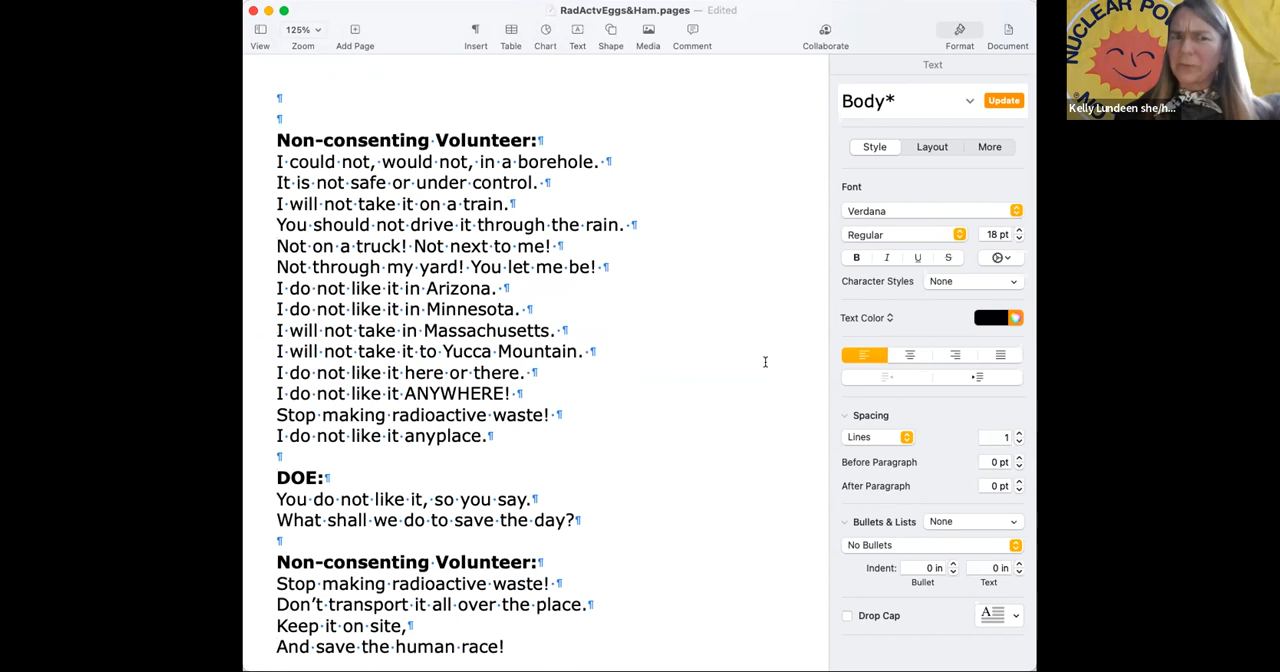 RadActvEggs&Ham.pages — Edited
125%
View Zoom Add Page Insert Table Chart Text Shape Media Comment Collaborate Format Document
Text
Body*
Update
Style Layout More
Font
Verdana
Regular 18 pt
B I U S
Character Styles None
Text Color
Spacing
Lines 1
Before Paragraph 0 pt
After Paragraph 0 pt
Bullets & Lists None
No Bullets
Indent: 0 in 0 in
Bullet Text
Drop Cap
A
Non-consenting Volunteer:
I could not, would not, in a borehole.
It is not safe or under control.
I will not take it on a train.
You should not drive it through the rain.
Not on a truck! Not next to me!
Not through my yard! You let me be!
I do not like it in Arizona.
I do not like it in Minnesota.
I will not take in Massachusetts.
I will not take it to Yucca Mountain.
I do not like it here or there.
I do not like it ANYWHERE!
Stop making radioactive waste!
I do not like it anyplace.
DOE:
You do not like it, so you say.
What shall we do to save the day?
Non-consenting Volunteer:
Stop making radioactive waste!
Don’t transport it all over the place.
Keep it on site,
And save the human race!
NUCLEAR
Kelly Lundeen she/h...